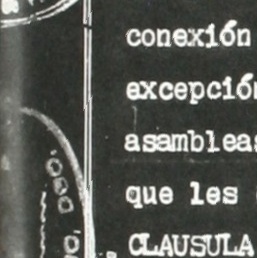 conexión
excepción
asambleas
que les
CLAUSULA